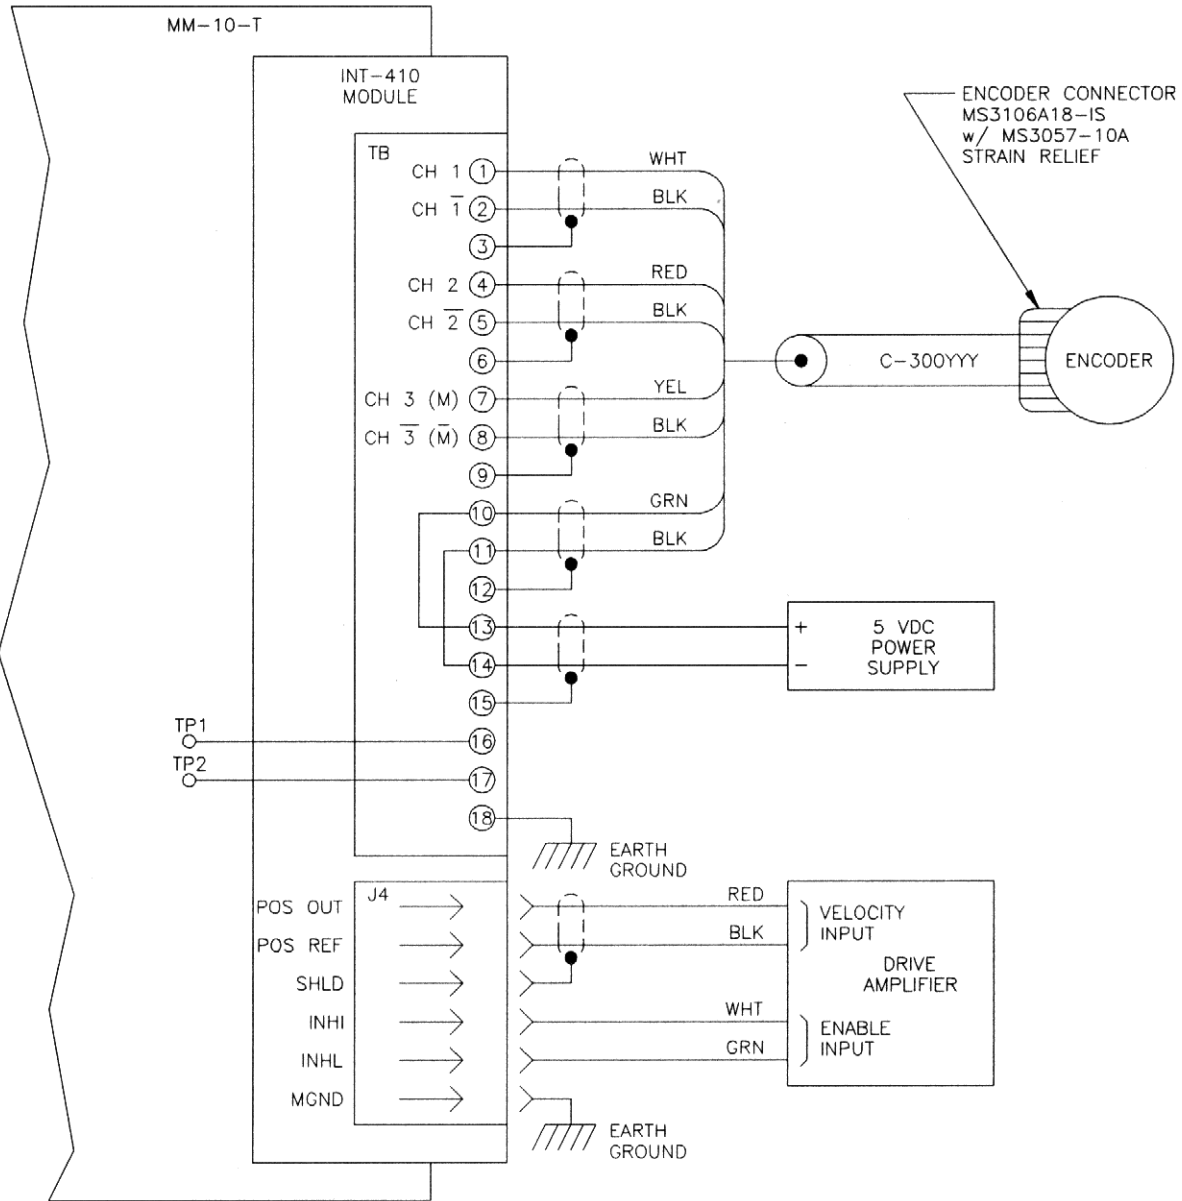 MM-10-T
INT-410
MODULE
ENCODER CONNECTOR
MS3106A18-IS
w/ MS3057-10A
STRAIN RELIEF
TB
CH 1 1 WHT
CH 1̅ 2 BLK
3
CH 2 4 RED
CH 2̅ 5 BLK
6
C-300YYY
ENCODER
CH 3 (M) 7 YEL
CH 3̅ (M̅) 8 BLK
9
10 GRN
11 BLK
12
13
14
15
+ 5 VDC
POWER
− SUPPLY
TP1
16
TP2
17
18
EARTH
GROUND
J4
POS OUT RED
POS REF BLK
SHLD
INHI WHT
INHL GRN
MGND
VELOCITY
INPUT
DRIVE
AMPLIFIER
ENABLE
INPUT
EARTH
GROUND